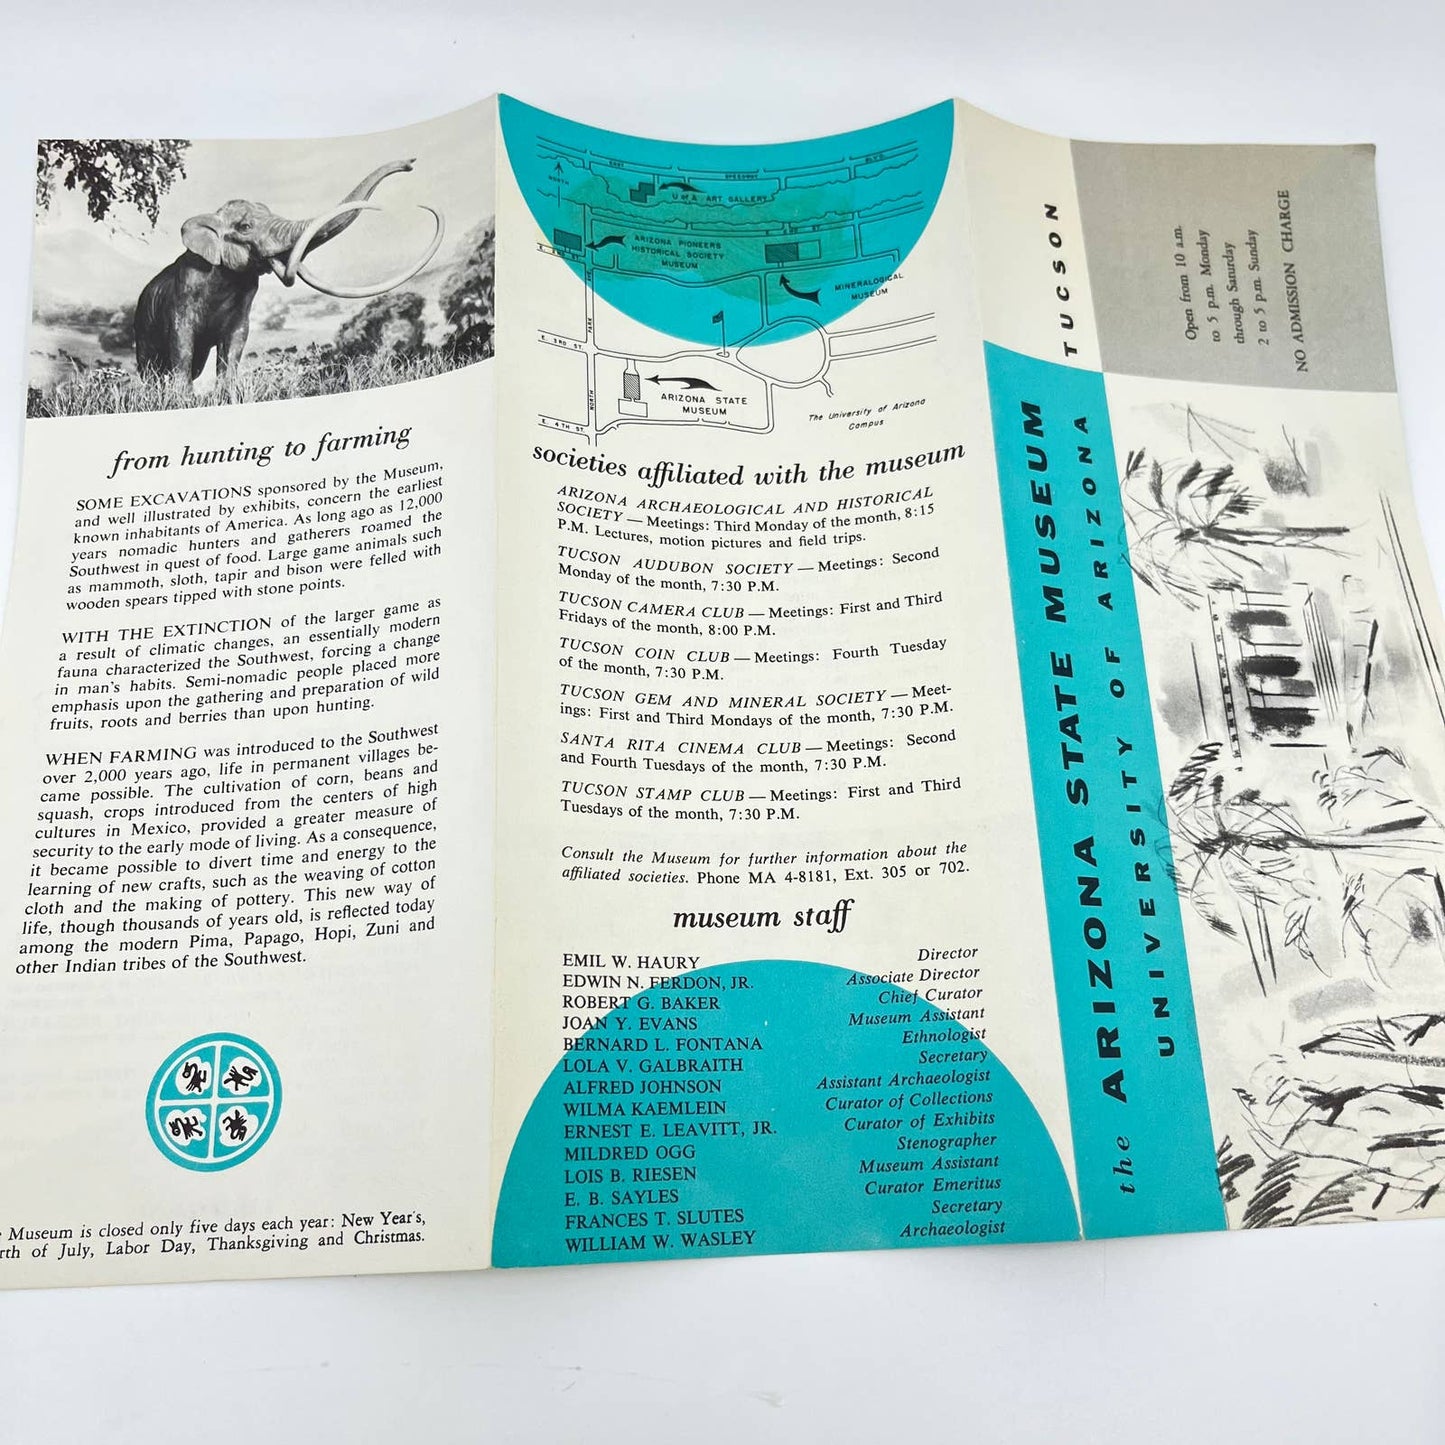 from hunting to farming
SOME EXCAVATIONS sponsored by the Museum,
and well illustrated by exhibits, concern the earliest
known inhabitants of America. As long ago as 12,000
years nomadic hunters and gatherers roamed the
Southwest in quest of food. Large game animals such
as mammoth, sloth, tapir and bison were felled with
wooden spears tipped with stone points.
WITH THE EXTINCTION of the larger game as
a result of climatic changes, an essentially modern
fauna characterized the Southwest, forcing a change
in man's habits. Semi-nomadic people placed more
emphasis upon the gathering and preparation of wild
fruits, roots and berries than upon hunting.
WHEN FARMING was introduced to the Southwest
over 2,000 years ago, life in permanent villages be-
came possible. The cultivation of corn, beans and
squash, crops introduced from the centers of high
cultures in Mexico, provided a greater measure of
security to the early mode of living. As a consequence,
it became possible to divert time and energy to the
learning of new crafts, such as the weaving of cotton
cloth and the making of pottery. This new way of
life, though thousands of years old, is reflected today
among the modern Pima, Papago, Hopi, Zuni and
other Indian tribes of the Southwest.
Museum is closed only five days each year: New Year's,
of July, Labor Day, Thanksgiving and Christmas.
EAST SPEEDWAY BLVD.
NORTH
U of A ART GALLERY
E. 2 ND ST.
ARIZONA PIONEERS
HISTORICAL SOCIETY
MUSEUM
MINERALOGICAL
MUSEUM
NORTH PARK AVE
E. 3 RD ST.
ARIZONA STATE
MUSEUM
The University of Arizona
Campus
E. 4 TH ST.
societies affiliated with the museum
ARIZONA ARCHAEOLOGICAL AND HISTORICAL
SOCIETY — Meetings: Third Monday of the month, 8:15
P.M. Lectures, motion pictures and field trips.
TUCSON AUDUBON SOCIETY — Meetings: Second
Monday of the month, 7:30 P.M.
TUCSON CAMERA CLUB — Meetings: First and Third
Fridays of the month, 8:00 P.M.
TUCSON COIN CLUB — Meetings: Fourth Tuesday
of the month, 7:30 P.M.
TUCSON GEM AND MINERAL SOCIETY — Meet-
ings: First and Third Mondays of the month, 7:30 P.M.
SANTA RITA CINEMA CLUB — Meetings: Second
and Fourth Tuesdays of the month, 7:30 P.M.
TUCSON STAMP CLUB — Meetings: First and Third
Tuesdays of the month, 7:30 P.M.
Consult the Museum for further information about the
affiliated societies. Phone MA 4-8181, Ext. 305 or 702.
museum staff
EMIL W. HAURY Director
EDWIN N. FERDON, JR. Associate Director
ROBERT G. BAKER Chief Curator
JOAN Y. EVANS Museum Assistant
BERNARD L. FONTANA Ethnologist
LOLA V. GALBRAITH Secretary
ALFRED JOHNSON Assistant Archaeologist
WILMA KAEMLEIN Curator of Collections
ERNEST E. LEAVITT, JR. Curator of Exhibits
MILDRED OGG Stenographer
LOIS B. RIESEN Museum Assistant
E. B. SAYLES Curator Emeritus
FRANCES T. SLUTES Secretary
WILLIAM W. WASLEY Archaeologist
the ARIZONA STATE MUSEUM
UNIVERSITY OF ARIZONA TUCSON
Open from 10 a.m.
to 5 p.m. Monday
through Saturday
2 to 5 p.m. Sunday
NO ADMISSION CHARGE